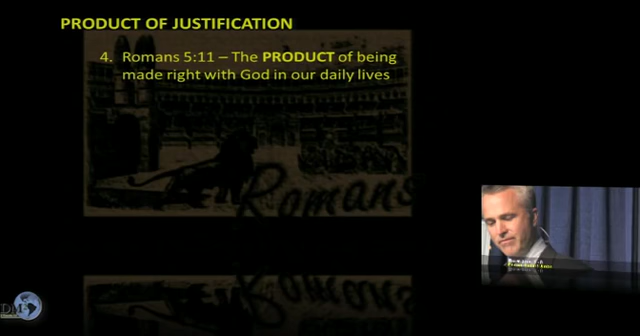 PRODUCT OF JUSTIFICATION
4. Romans 5:11 – The PRODUCT of being
made right with God in our daily lives
Romans
DM